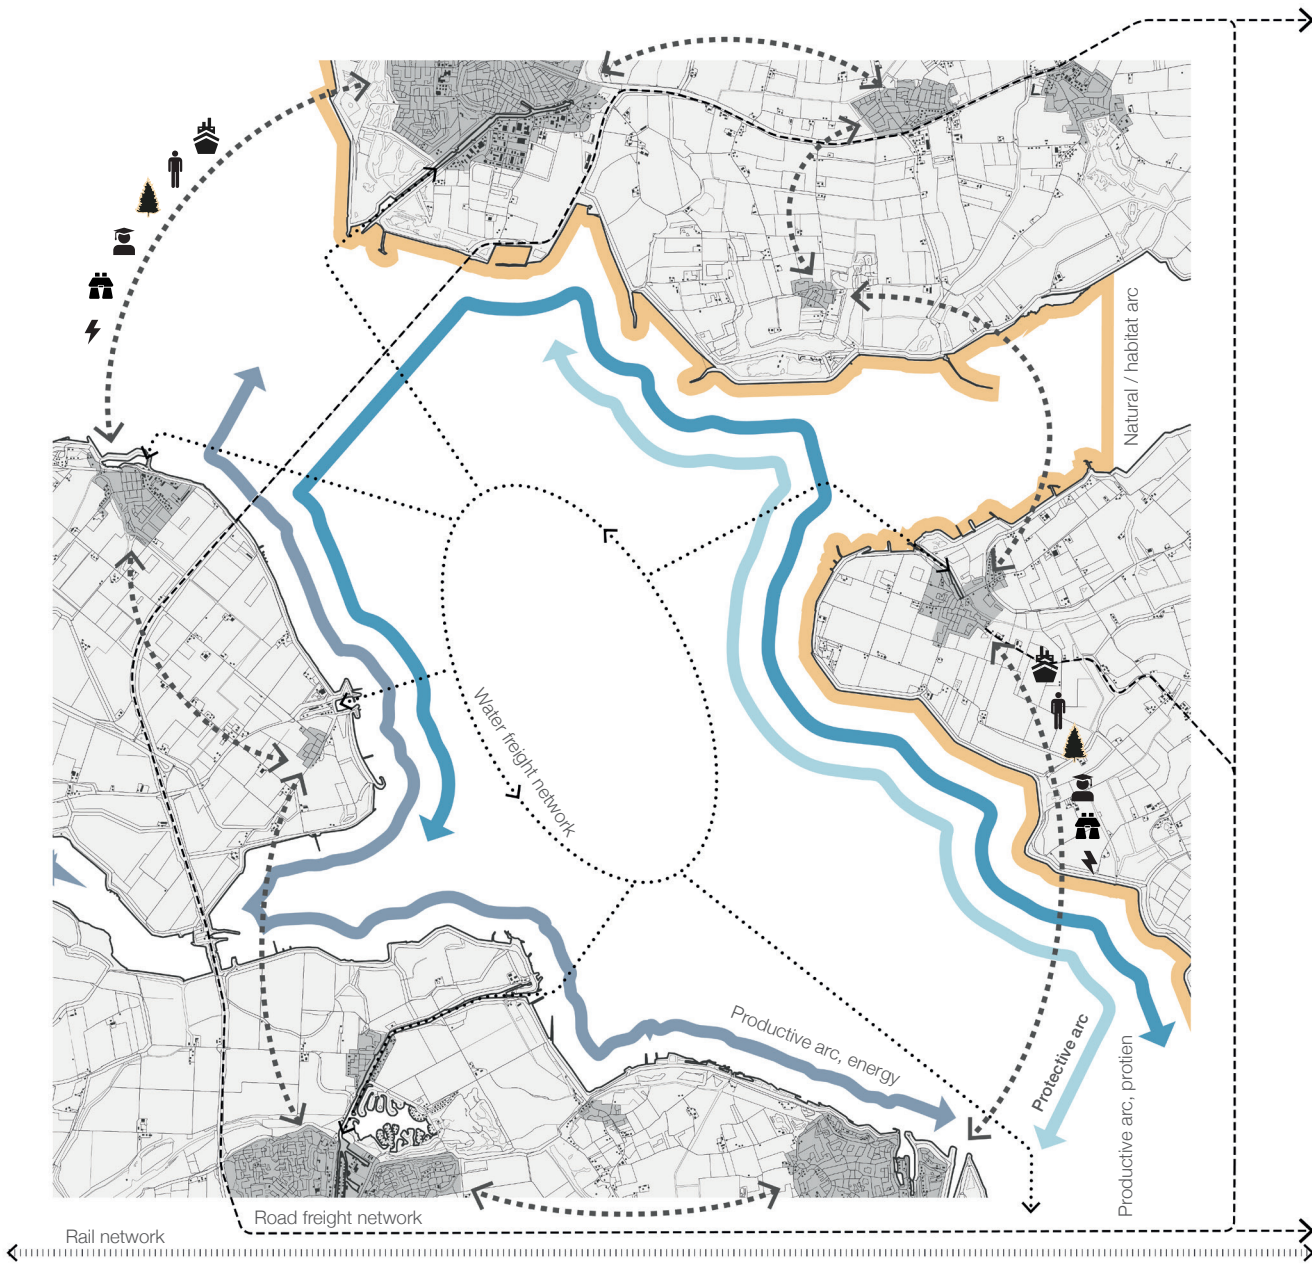 Natural / habitat arc
Water freight network
Productive arc, energy
Protective arc
Productive arc, protien
Road freight network
Rail network